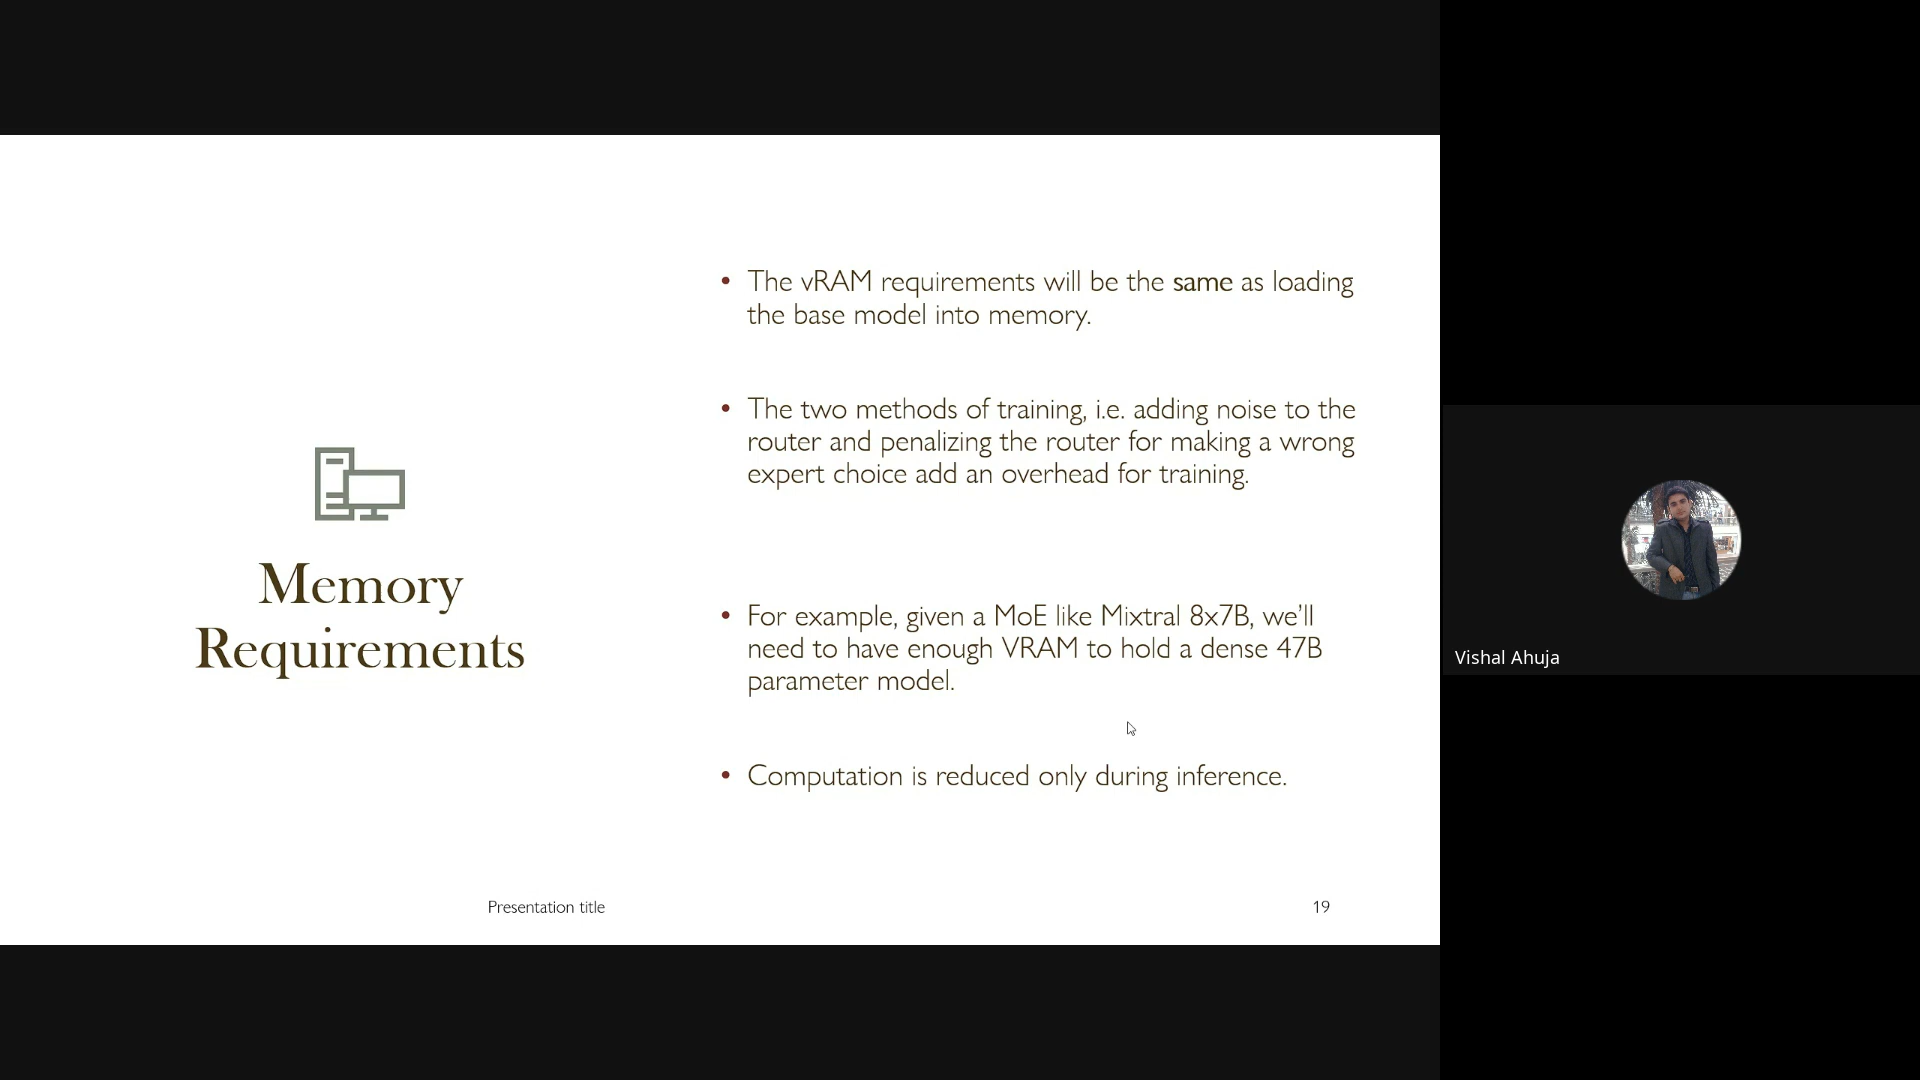 Memory
Requirements
• The vRAM requirements will be the same as loading
the base model into memory.
• The two methods of training, i.e. adding noise to the
router and penalizing the router for making a wrong
expert choice add an overhead for training.
• For example, given a MoE like Mixtral 8x7B, we’ll
need to have enough VRAM to hold a dense 47B
parameter model.
• Computation is reduced only during inference.
Presentation title
19
Vishal Ahuja